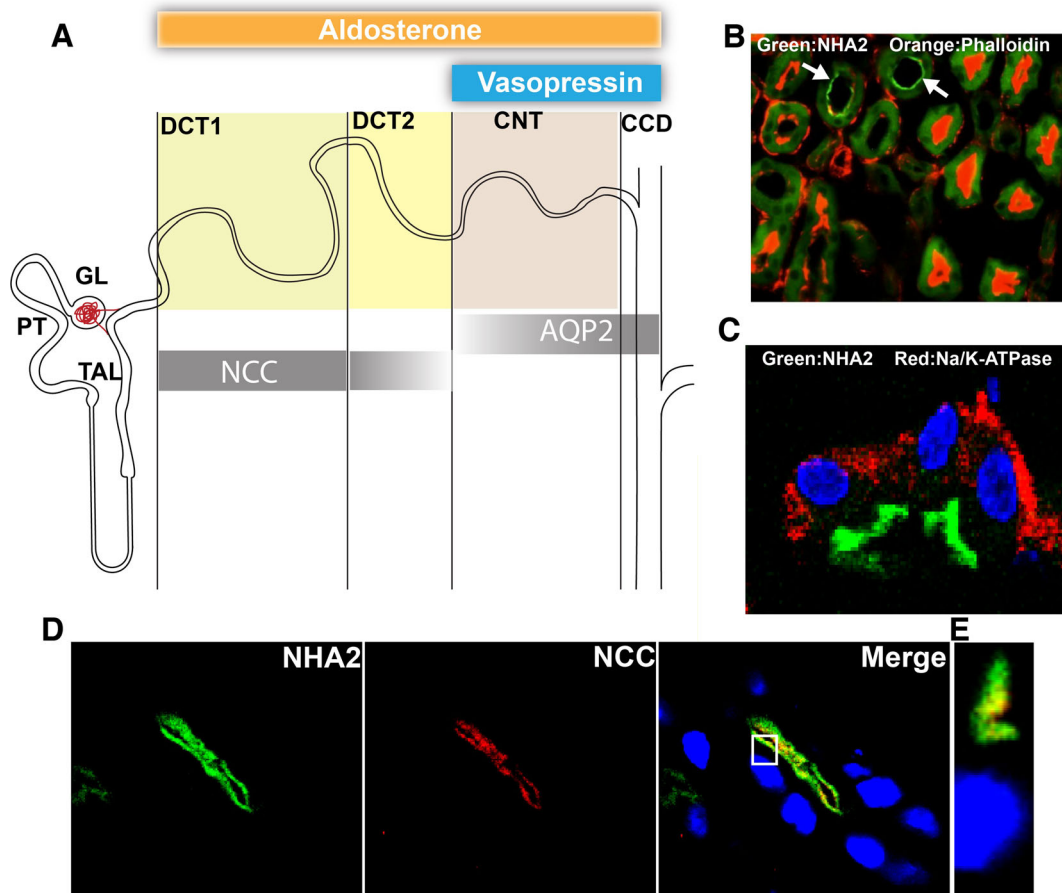 A
Aldosterone
Vasopressin
DCT1
DCT2
CNT
CCD
GL
PT
TAL
AQP2
NCC
B
Green:NHA2 Orange:Phalloidin
C
Green:NHA2 Red:Na/K-ATPase
D
NHA2
NCC
Merge
E